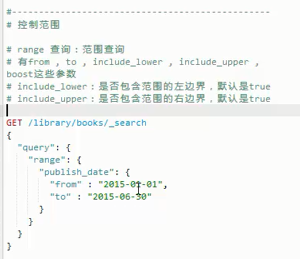 #-----------------------------------------------
# 控制范围
# range 查询：范围查询
# 有from , to , include_lower , include_upper ,
boost这些参数
# include_lower：是否包含范围的左边界，默认是true
# include_upper：是否包含范围的右边界，默认是true
GET /library/books/_search
{
"query": {
"range": {
"publish_date": {
"from" : "2015-01-01",
"to" : "2015-06-30"
}
}
}
}